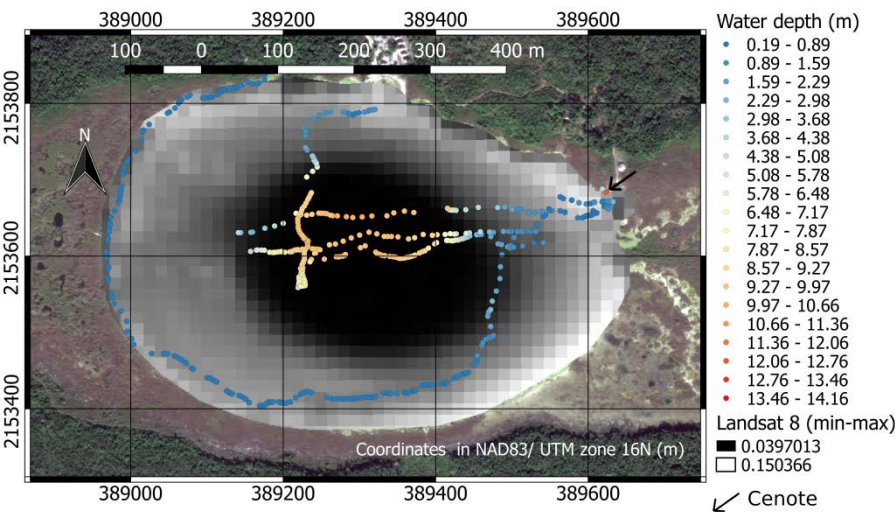 389000 389200 389400 389600
100 0 100 200 300 400 m
2153800
2153600
2153400
N
Coordinates in NAD83/ UTM zone 16N (m)
389000 389200 389400 389600
Water depth (m)
0.19 - 0.89
0.89 - 1.59
1.59 - 2.29
2.29 - 2.98
2.98 - 3.68
3.68 - 4.38
4.38 - 5.08
5.08 - 5.78
5.78 - 6.48
6.48 - 7.17
7.17 - 7.87
7.87 - 8.57
8.57 - 9.27
9.27 - 9.97
9.97 - 10.66
10.66 - 11.36
11.36 - 12.06
12.06 - 12.76
12.76 - 13.46
13.46 - 14.16
Landsat 8 (min-max)
0.0397013
0.150366
Cenote